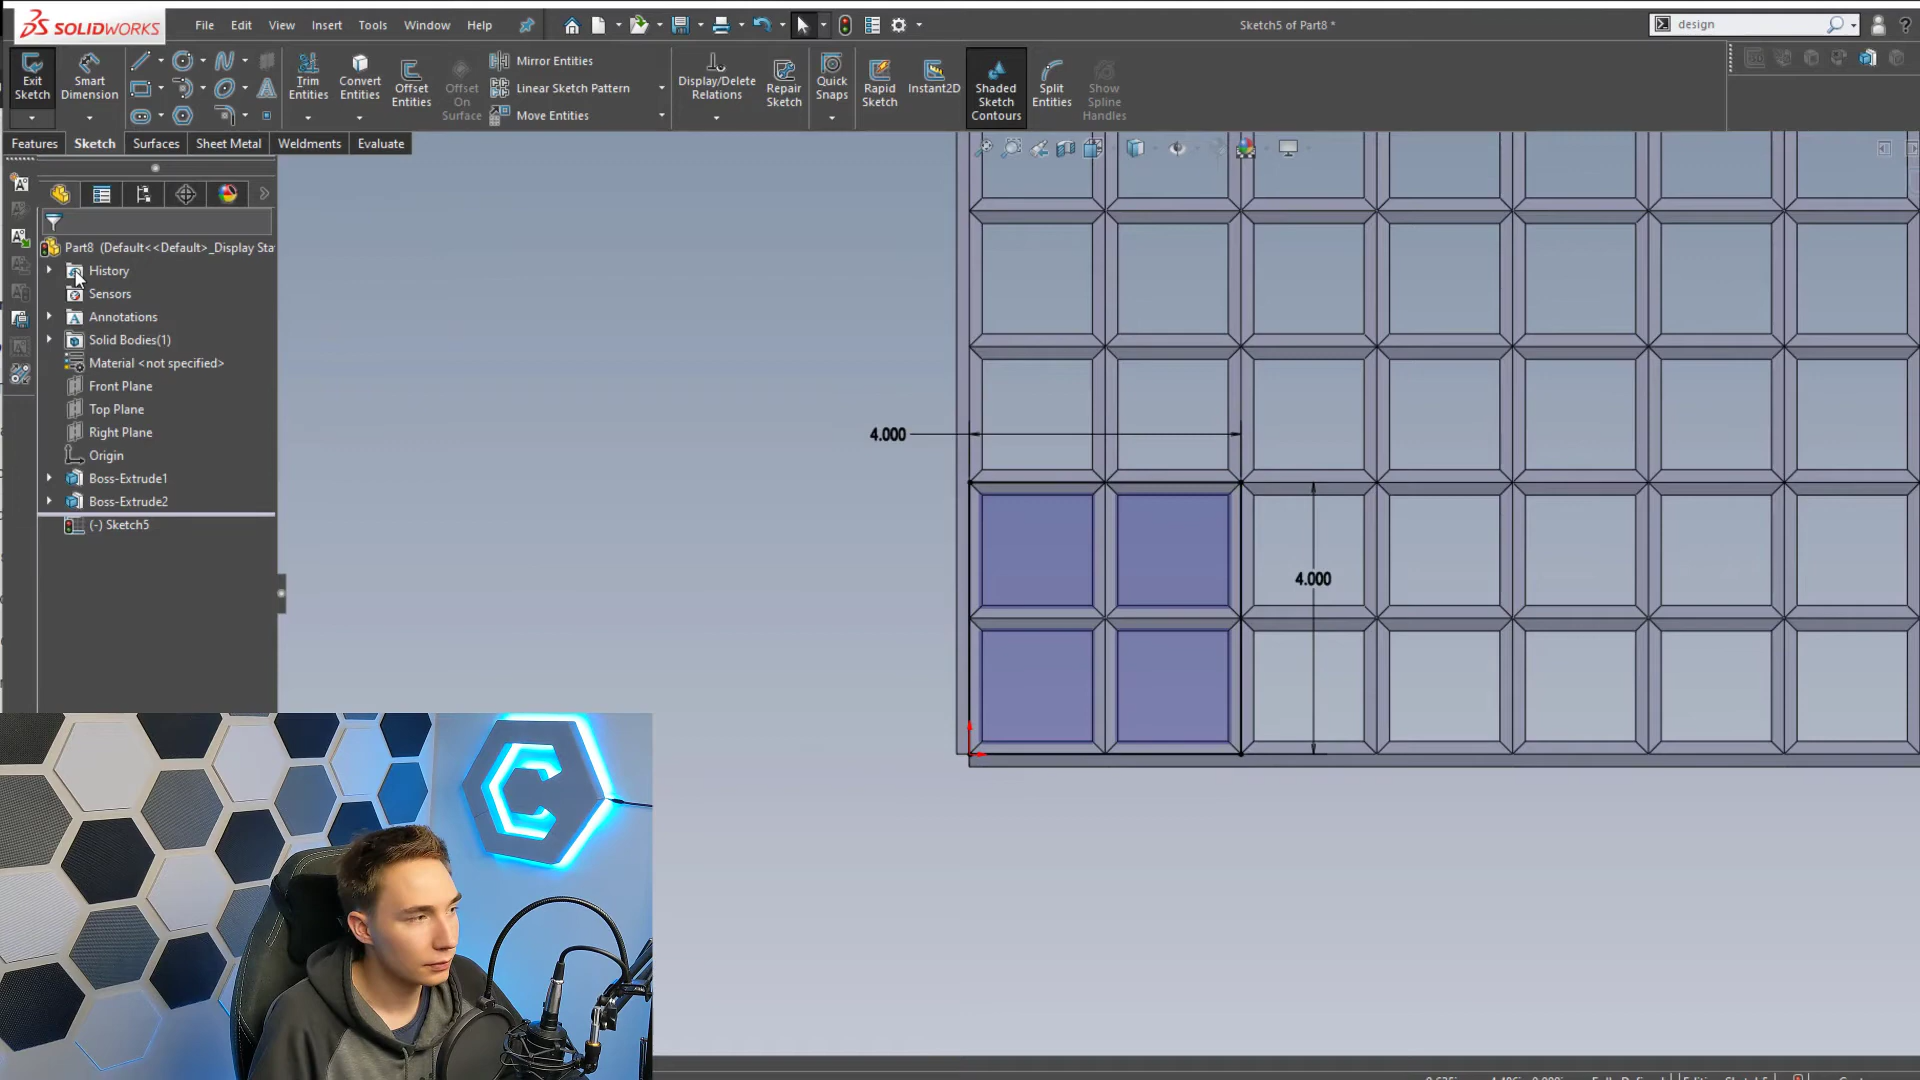 SOLIDWORKS File Edit View Insert Tools Window Help Sketch5 of Part8 * design
Exit Sketch
Smart Dimension
Trim Entities
Convert Entities
Offset Entities
Offset On Surface
Mirror Entities
Linear Sketch Pattern
Move Entities
Display/Delete Relations
Repair Sketch
Quick Snaps
Rapid Sketch
Instant2D
Shaded Sketch Contours
Split Entities
Show Spline Handles
Features Sketch Surfaces Sheet Metal Weldments Evaluate
Part8 (Default<<Default>_Display Sta
History
Sensors
Annotations
Solid Bodies(1)
Material <not specified>
Front Plane
Top Plane
Right Plane
Origin
Boss-Extrude1
Boss-Extrude2
(-) Sketch5
4.000
4.000